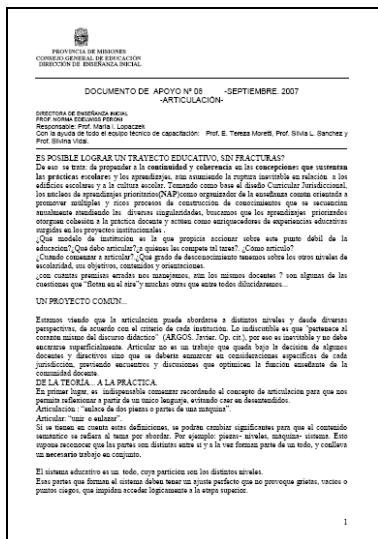 PROVINCIA DE MISIONES
CONSEJO GENERAL DE EDUCACIÓN
DIRECCIÓN DE ENSEÑANZA INICIAL
DOCUMENTO DE APOYO Nº 08 -SEPTIEMBRE. 2007
-ARTICULACIÓN-
DIRECTORA DE ENSEÑANZA INICIAL
PROF. NORMA EDELWEISS PERONI
Responsable: Prof. María I. Lopaczek
Con la ayuda de todo el equipo técnico de capacitación: Prof. E. Teresa Moretti, Prof. Silvia L. Sanchez y
Prof. Silvina Vidal.
ES POSIBLE LOGRAR UN TRAYECTO EDUCATIVO, SIN FRACTURAS?
De eso se trata: de propender a la continuidad y coherencia en las concepciones que sustentan
las prácticas escolares y los aprendizajes, aún asumiendo la ruptura inevitable en relación a los
edificios escolares y a la cultura escolar. Tomando como base el diseño Curricular Jurisdiccional,
los núcleos de aprendizajes prioritarios(NAP)como organizador de la enseñanza común orientada a
promover múltiples y ricos procesos de construcción de conocimientos que se secuencian
anualmente atendiendo las diversas singularidades, buscamos que los aprendizajes priorizados
otorguen cohesión a la práctica docente y actúen como enriquecedores de experiencias educativas
surgidas en los proyectos institucionales .
¿Qué modelo de institución es la que propicia accionar sobre este punto débil de la
educación?¿Qué debo articular?¿a quiénes les compete tal tarea? ¿Como articulo?
¿Cuando comenzar a articular?¿Qué grado de desconocimiento tenemos sobre los otros niveles de
escolaridad, sus objetivos, contenidos y orientaciones.
¿con cuántas premisas erradas nos manejamos, aún los mismos docentes ? son algunas de las
cuestiones que "flotan en el aire"y muchas otras que entre todos dilucidaremos...
UN PROYECTO COMUN...
Estamos viendo que la articulación puede abordarse a distintos niveles y desde diversas
perspectivas, de acuerdo con el criterio de cada institución. Lo indiscutible es que "pertenece al
corazón mismo del discurso didáctico" (ARGOS. Javier. Op. cit.), por eso es inevitable y no debe
encararse superficialmente. Articular no es un trabajo que queda bajo la decisión de algunos
docentes y directivos sino que se debería enmarcar en consideraciones específicas de cada
jurisdicción, previendo encuentros y discusiones que optimicen la función enseñante de la
comunidad docente.
DE LA TEORÍA... A LA PRÁCTICA.
En primer lugar, es indispensable comenzar recordando el concepto de articulación para que nos
permita reflexionar a partir de un único lenguaje, evitando caer en desentendidos.
Articulación : "enlace de dos piezas o partes de una máquina".
Articular: "unir o enlazar".
Si se tienen en cuenta estas definiciones, se podran cambiar significantes para que el contenido
semántico se refiera al tema por abordar. Por ejemplo: piezas- niveles, máquina- sistema. Esto
supone reconocer que las partes son distintas entre sí y a la vez forman parte de un todo, y conlleva
un necesario trabajo en conjunto.
El sistema educativo es un todo, cuya partición son los distintos niveles.
Esas partes que forman el sistema deben tener un ajuste perfecto que no provoque grietas, vacíos o
puntos ciegos, que impidan acceder lógicamente a la etapa superior.
1